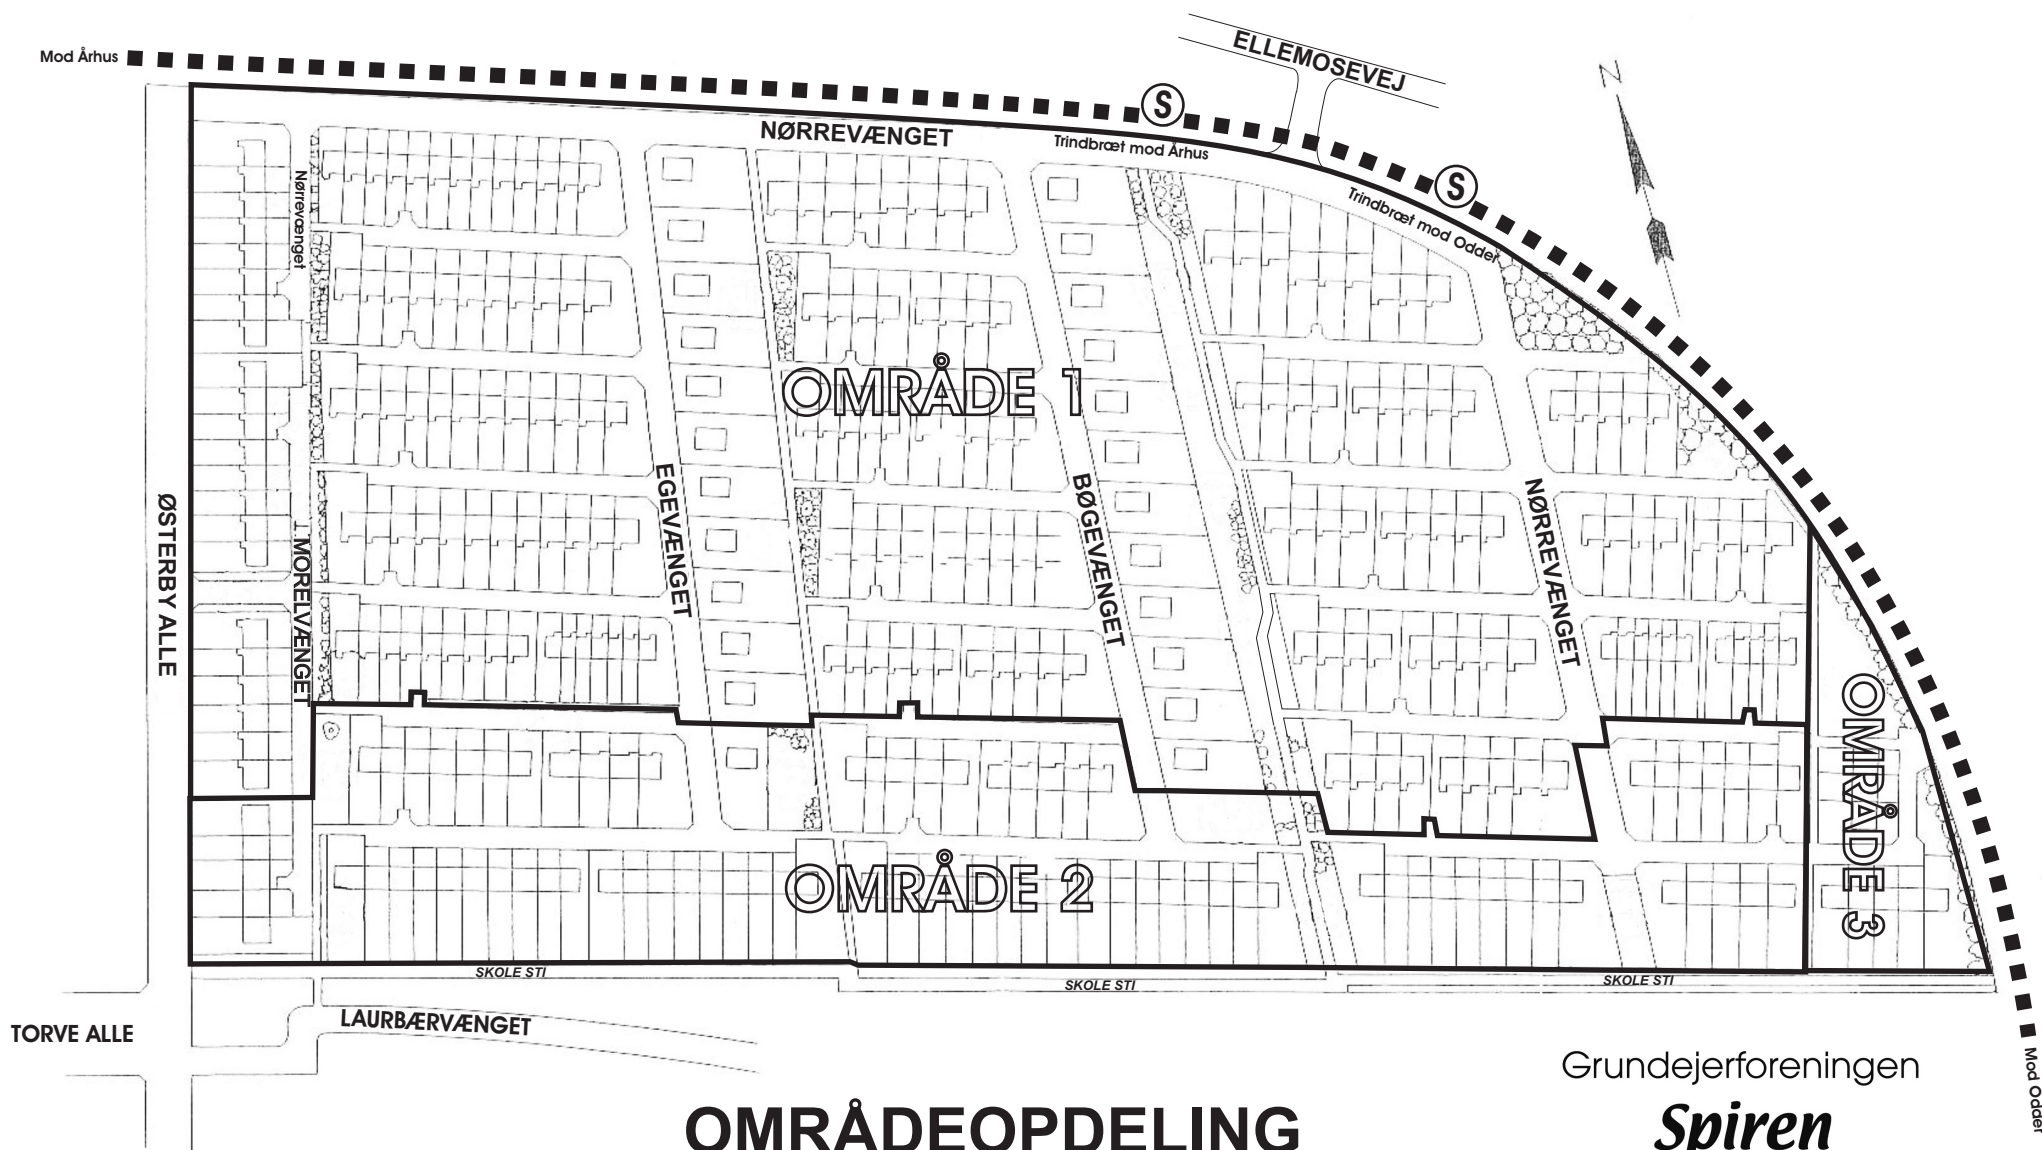 ELLEMOSEVEJ
Mod Århus
N
S
NØRREVÆNGET
Trindbræt mod Århus
S
Trindbræt mod Odder
Nørrevænget
OMRÅDE 1
ØSTERBY ALLE
MORELVÆNGET
EGEVÆNGET
BØGEVÆNGET
NØRREVÆNGET
OMRÅDE 3
OMRÅDE 2
SKOLE STI
SKOLE STI
SKOLE STI
TORVE ALLE
LAURBÆRVÆNGET
Mod Odder
Grundejerforeningen
Spiren
OMRÅDEOPDELING